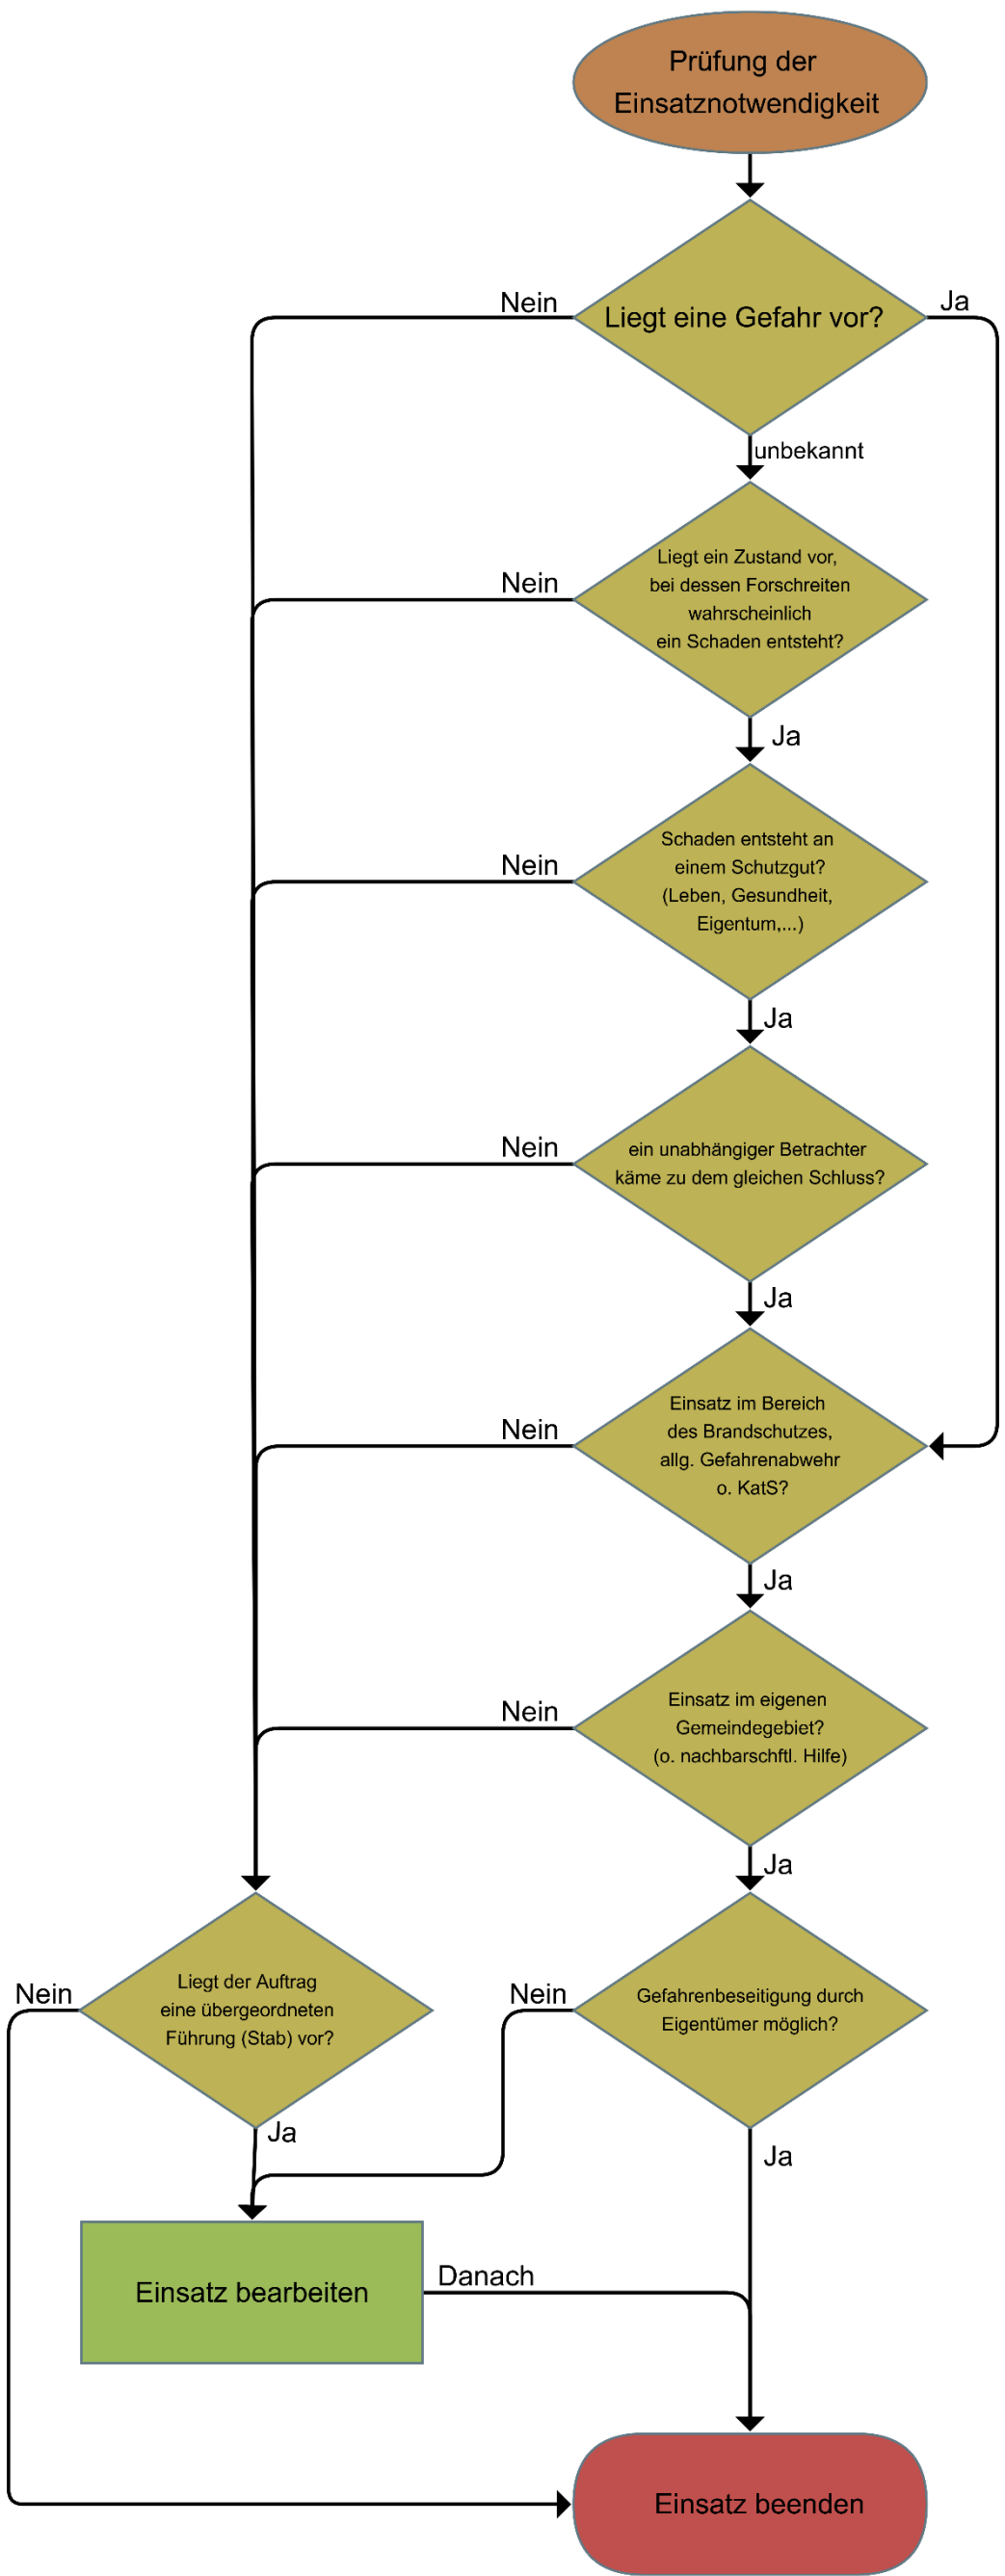 Prüfung der
Einsatznotwendigkeit
Nein
Liegt eine Gefahr vor?
Ja
unbekannt
Nein
Liegt ein Zustand vor,
bei dessen Forschreiten
wahrscheinlich
ein Schaden entsteht?
Ja
Nein
Schaden entsteht an
einem Schutzgut?
(Leben, Gesundheit,
Eigentum,...)
Ja
Nein
ein unabhängiger Betrachter
käme zu dem gleichen Schluss?
Ja
Nein
Einsatz im Bereich
des Brandschutzes,
allg. Gefahrenabwehr
o. KatS?
Ja
Nein
Einsatz im eigenen
Gemeindegebiet?
(o. nachbarschftl. Hilfe)
Ja
Nein
Liegt der Auftrag
eine übergeordneten
Führung (Stab) vor?
Ja
Nein
Gefahrenbeseitigung durch
Eigentümer möglich?
Ja
Einsatz bearbeiten
Danach
Einsatz beenden